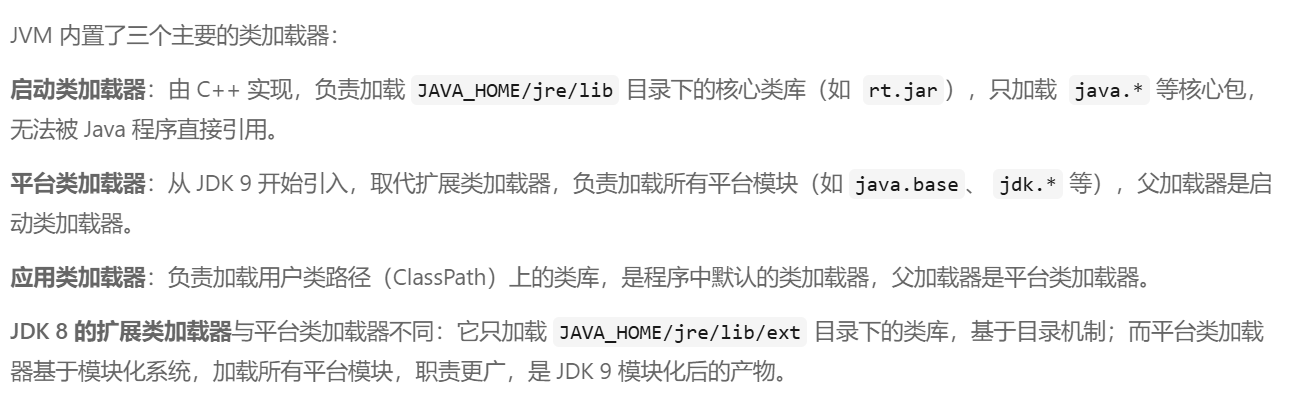 JVM 内置了三个主要的类加载器：
启动类加载器：由 C++ 实现，负责加载 JAVA_HOME/jre/lib 目录下的核心类库（如 rt.jar），只加载 java.* 等核心包，
无法被 Java 程序直接引用。
平台类加载器：从 JDK 9 开始引入，取代扩展类加载器，负责加载所有平台模块（如 java.base、 jdk.* 等），父加载器是启
动类加载器。
应用类加载器：负责加载用户类路径（ClassPath）上的类库，是程序中默认的类加载器，父加载器是平台类加载器。
JDK 8 的扩展类加载器与平台类加载器不同：它只加载 JAVA_HOME/jre/lib/ext 目录下的类库，基于目录机制；而平台类加载
器基于模块化系统，加载所有平台模块，职责更广，是 JDK 9 模块化后的产物。